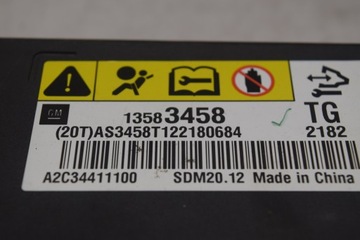 GM
13583458
TG
(20T)AS3458T122180684
2182
A2C34411100 SDM20.12 Made in China